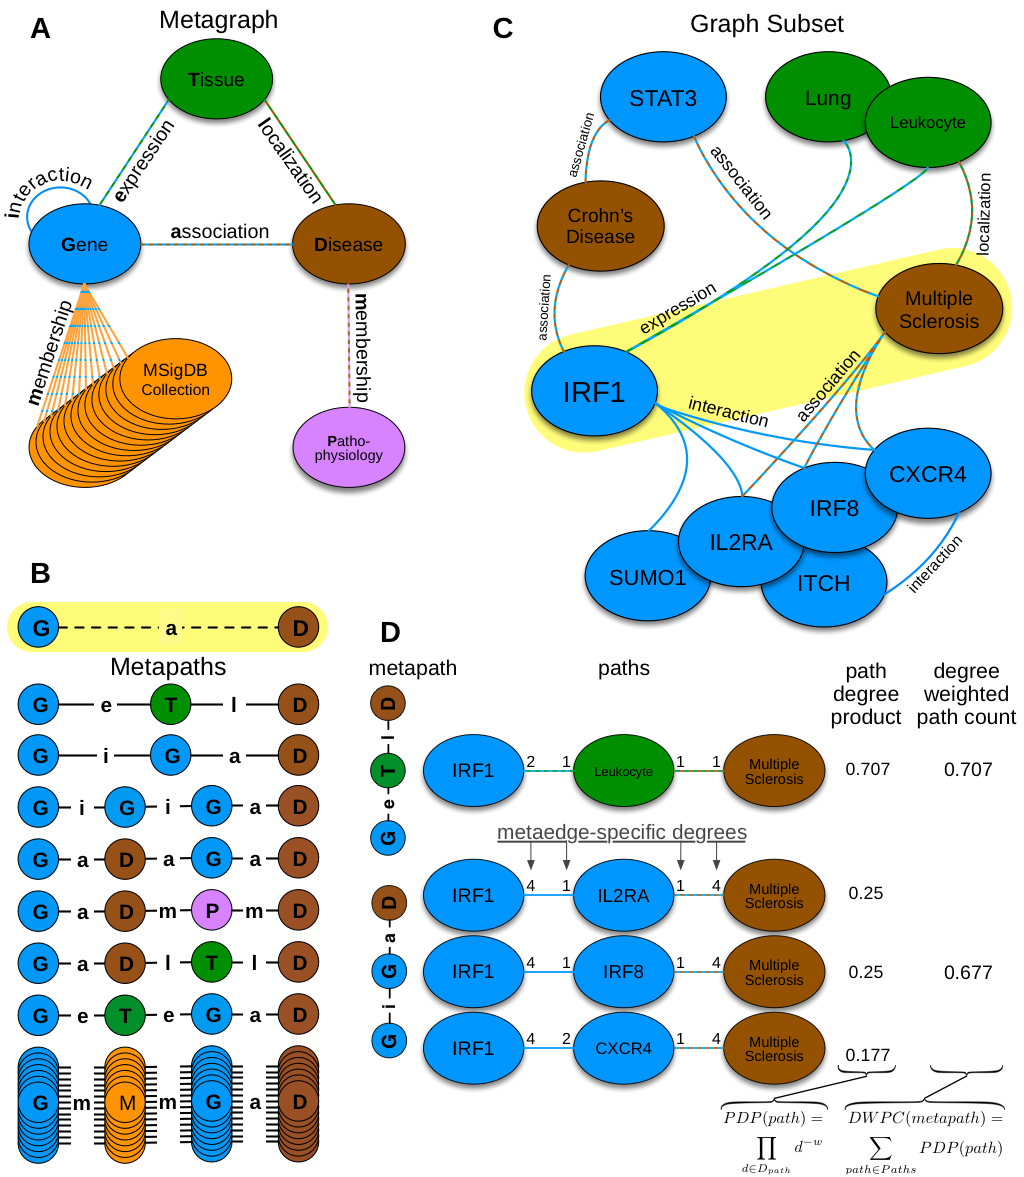 A
Metagraph
Tissue
expression
localization
interaction
Gene
association
Disease
membership
membership
MSigDB
Collection
Patho-
physiology
C
Graph Subset
STAT3
Lung
Leukocyte
association
association
localization
Crohn's
Disease
association
expression
Multiple
Sclerosis
IRF1
interaction
association
CXCR4
IRF8
IL2RA
SUMO1
ITCH
interaction
B
G a D
Metapaths
G e T l D
G i G a D
G i G i G a D
G a D a G a D
G a D m P m D
G a D l T l D
G e T e G a D
G m M m G a D
D
metapath
paths
path
degree
product
degree
weighted
path count
G e T l D
IRF1 2 1 Leukocyte 1 1 Multiple
Sclerosis
0.707
0.707
metaedge-specific degrees
G i G a D
IRF1 4 1 IL2RA 1 4 Multiple
Sclerosis
0.25
IRF1 4 1 IRF8 1 4 Multiple
Sclerosis
0.25
0.677
IRF1 4 2 CXCR4 1 4 Multiple
Sclerosis
0.177
PDP(path) =
∏ d^{-w}
d∈D_{path}
DWPC(metapath) =
∑ PDP(path)
path∈Paths